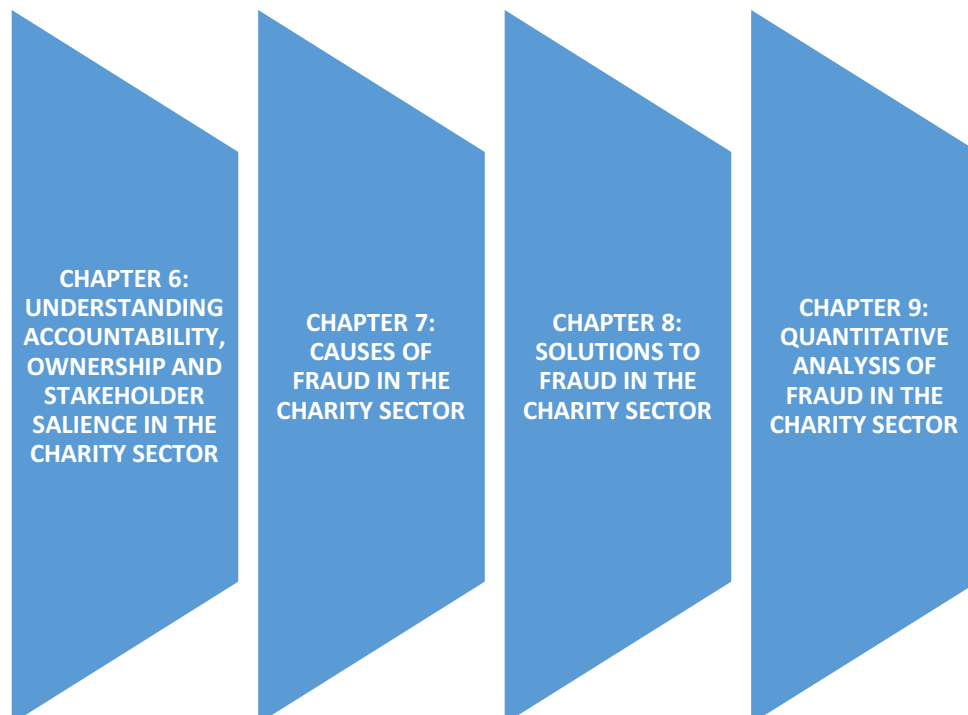 CHAPTER 6:
UNDERSTANDING
ACCOUNTABILITY,
OWNERSHIP AND
STAKEHOLDER
SALIENCE IN THE
CHARITY SECTOR
CHAPTER 7:
CAUSES OF
FRAUD IN THE
CHARITY SECTOR
CHAPTER 8:
SOLUTIONS TO
FRAUD IN THE
CHARITY SECTOR
CHAPTER 9:
QUANTITATIVE
ANALYSIS OF
FRAUD IN THE
CHARITY SECTOR